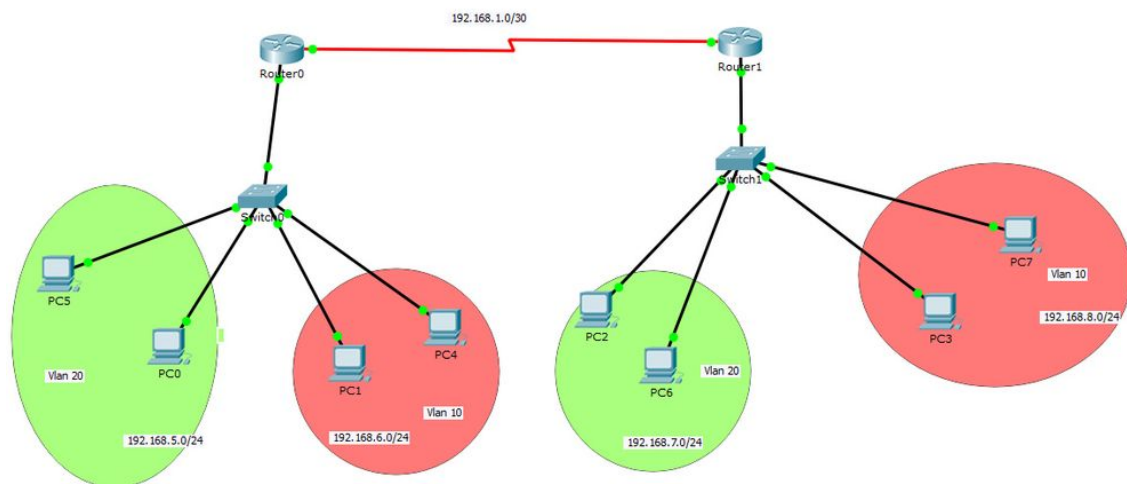 192.168.1.0/30
Router0
Router1
Switch0
Switch1
PC5
PC0
Vlan 20
192.168.5.0/24
PC4
PC1
Vlan 10
192.168.6.0/24
PC2
PC6
Vlan 20
192.168.7.0/24
PC7
Vlan 10
PC3
192.168.8.0/24